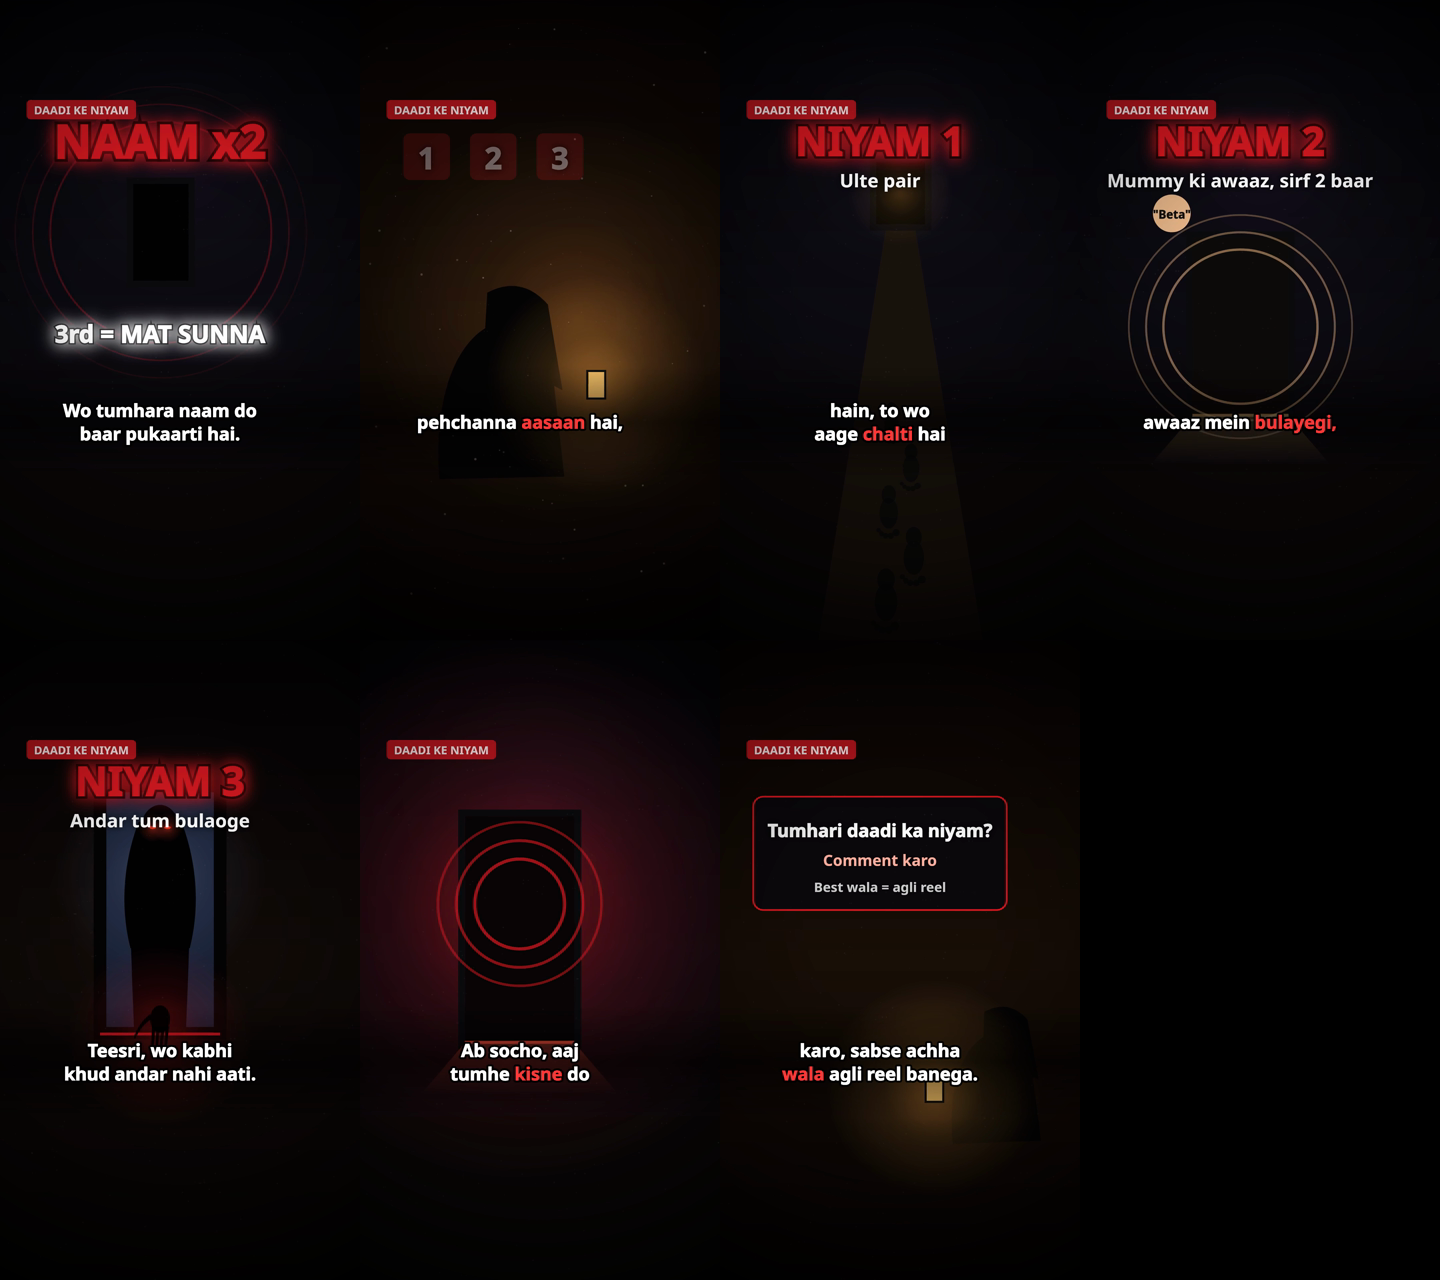 DAADI KE NIYAM
NAAM x2
3rd = MAT SUNNA
Wo tumhara naam do
baar pukaarti hai.
DAADI KE NIYAM
1 2 3
pehchanna aasaan hai,
DAADI KE NIYAM
NIYAM 1
Ulte pair
hain, to wo
aage chalti hai
DAADI KE NIYAM
NIYAM 2
Mummy ki awaaz, sirf 2 baar
"Beta"
awaaz mein bulayegi,
DAADI KE NIYAM
NIYAM 3
Andar tum bulaoge
Teesri, wo kabhi
khud andar nahi aati.
DAADI KE NIYAM
Ab socho, aaj
tumhe kisne do
DAADI KE NIYAM
Tumhari daadi ka niyam?
Comment karo
Best wala = agli reel
karo, sabse achha
wala agli reel banega.